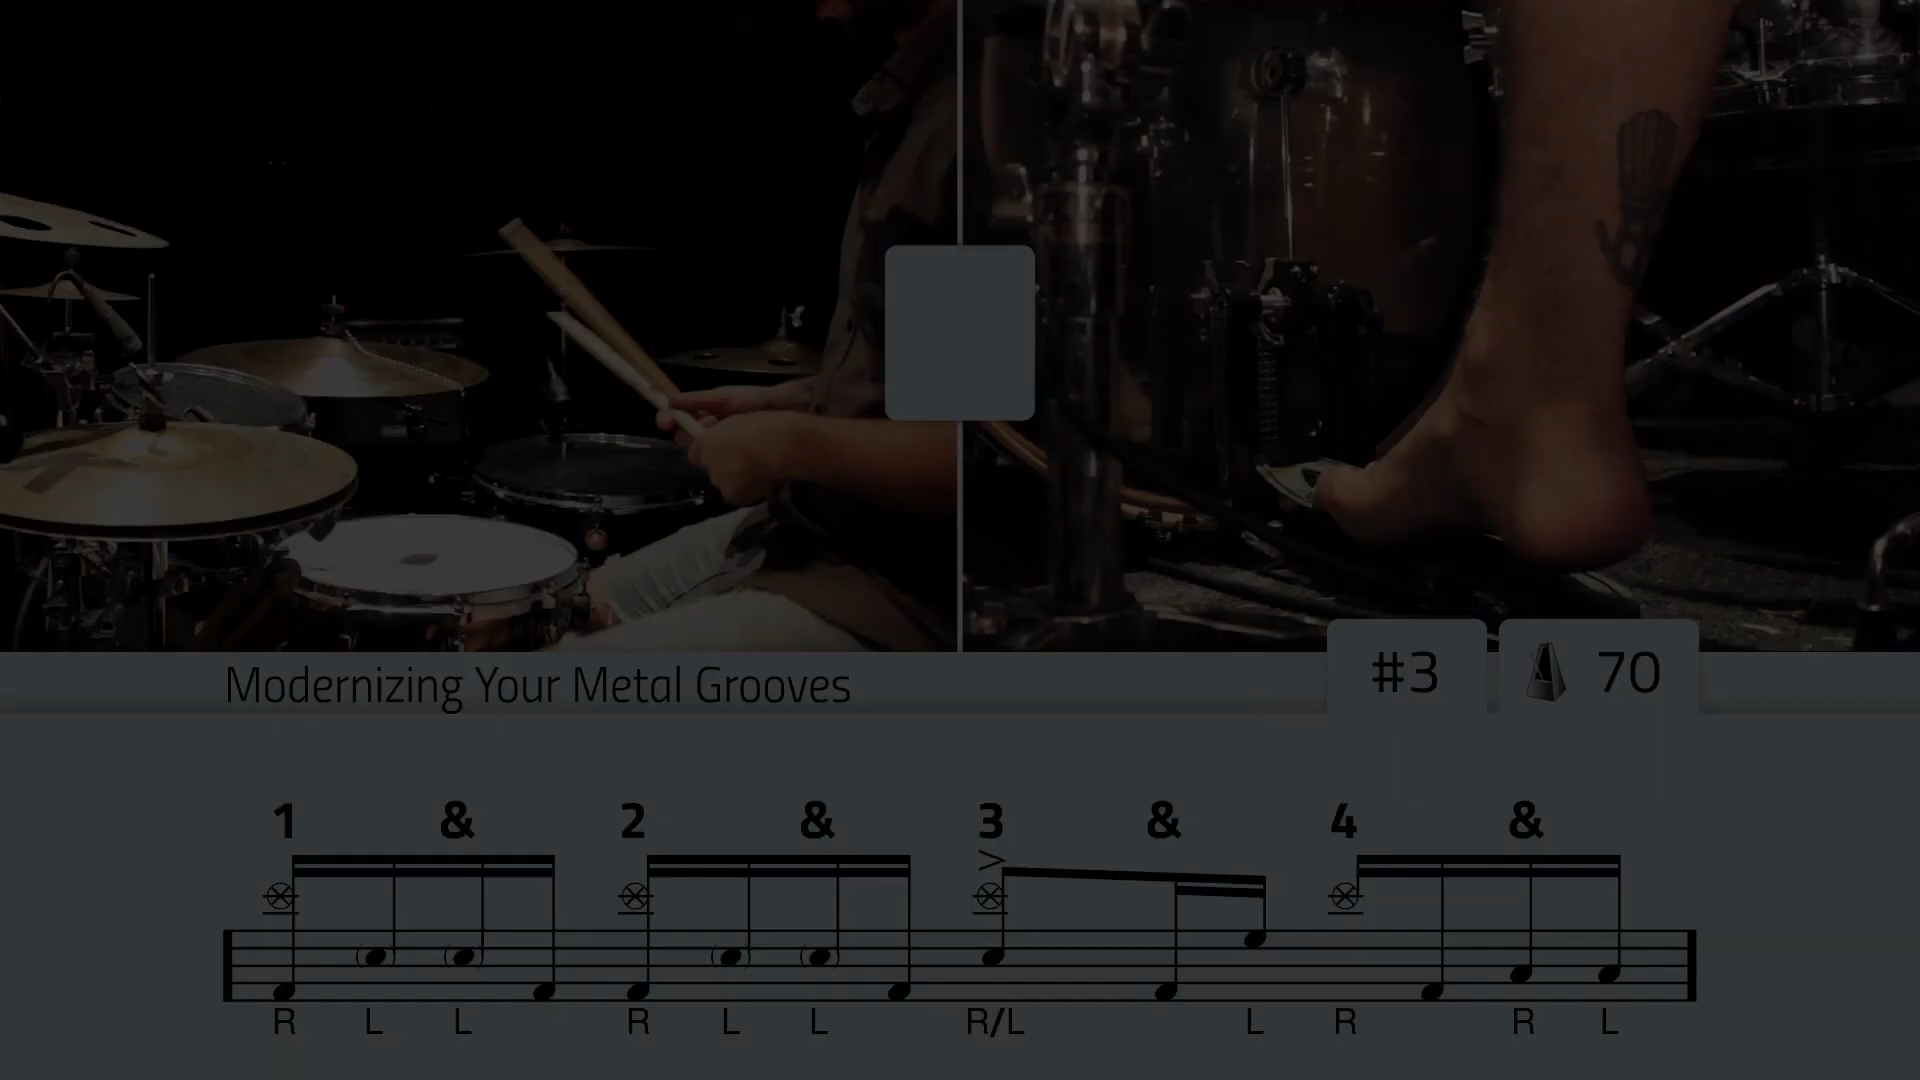 Modernizing Your Metal Grooves
#3
70
1 & 2 & 3 & 4 &
R L L R L L R/L L R R L